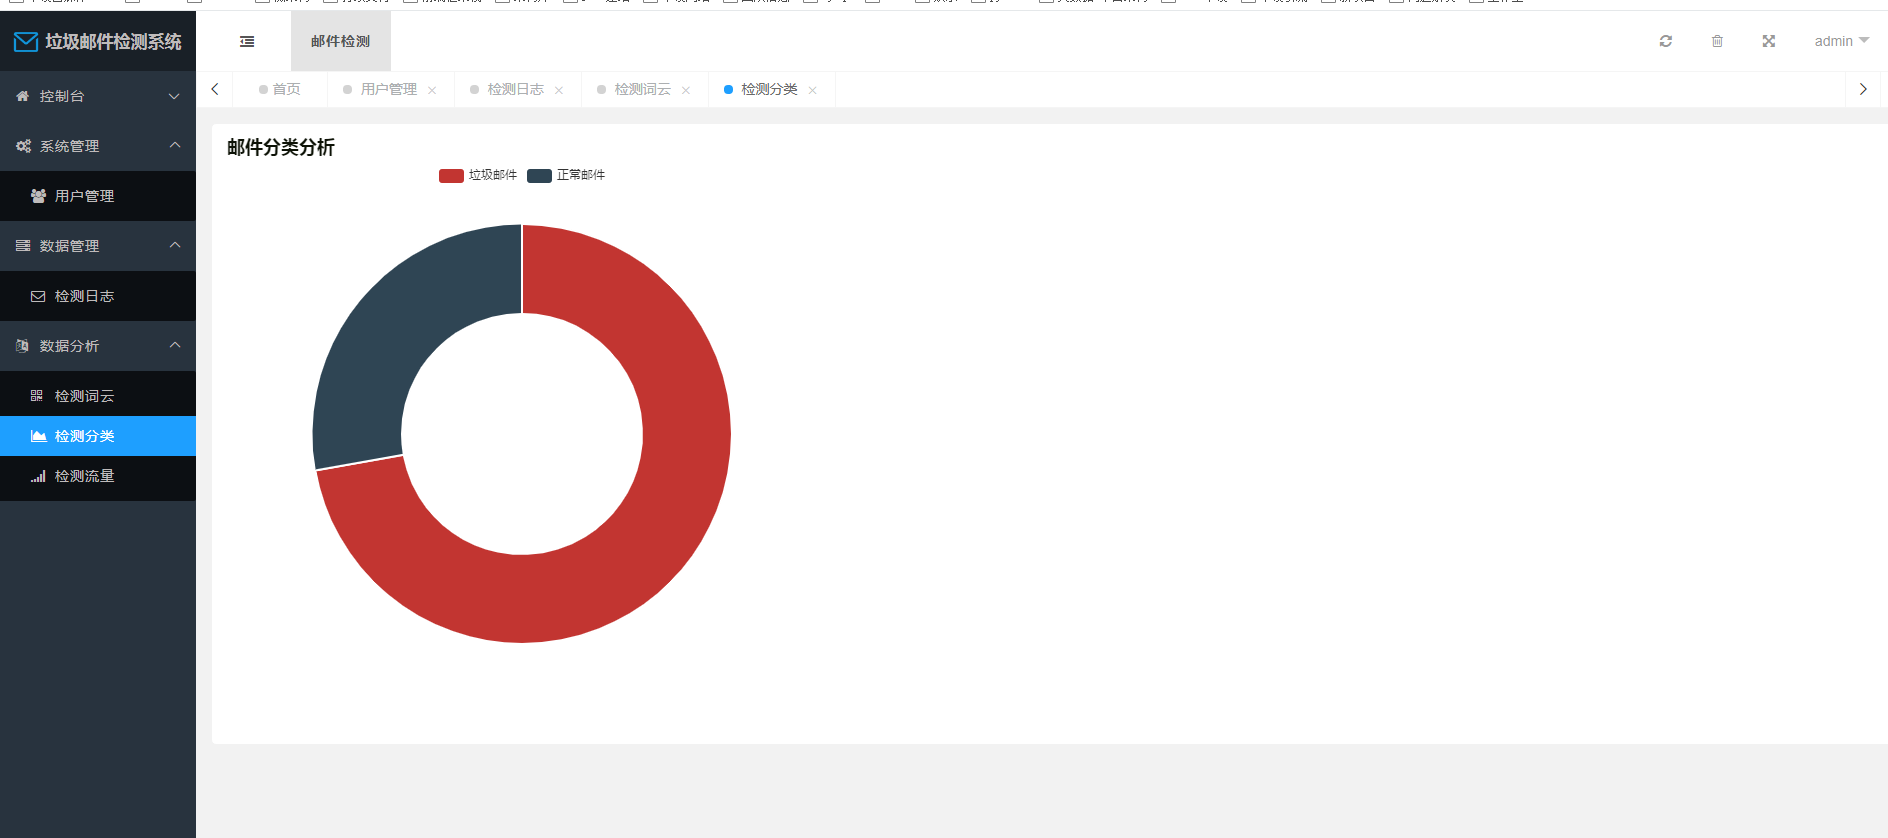 垃圾邮件检测系统
邮件检测
admin
控制台
系统管理
用户管理
数据管理
检测日志
数据分析
检测词云
检测分类
检测流量
首页
用户管理
检测日志
检测词云
检测分类
邮件分类分析
垃圾邮件
正常邮件